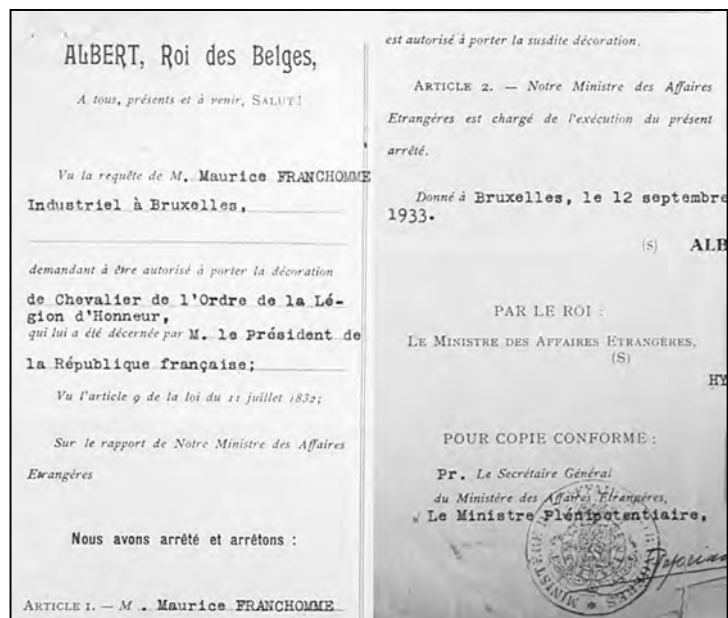 ALBERT, Roi des Belges,
A tous, présents et à venir, SALUT!
Vu la requête de M. Maurice FRANCHOMME
Industriel à Bruxelles,
demandant à être autorisé à porter la décoration
de Chevalier de l'Ordre de la Lé-
gion d'Honneur,
qui lui a été décernée par M. le Président de
la République française;
Vu l'article 9 de la loi du 11 juillet 1832;
Sur le rapport de Notre Ministre des Affaires
Etrangères
Nous avons arrêté et arrêtons :
ARTICLE 1. — M. Maurice FRANCHOMME
est autorisé à porter la susdite décoration.
ARTICLE 2. — Notre Ministre des Affaires
Etrangères est chargé de l'exécution du présent
arrêté.
Donné à Bruxelles, le 12 septembre
1933.
(S) ALB
PAR LE ROI :
LE MINISTRE DES AFFAIRES ETRANGÈRES,
(S)
HY
POUR COPIE CONFORME :
Pr. Le Secrétaire Général
du Ministère des Affaires Etrangères,
Le Ministre Plénipotentiaire,